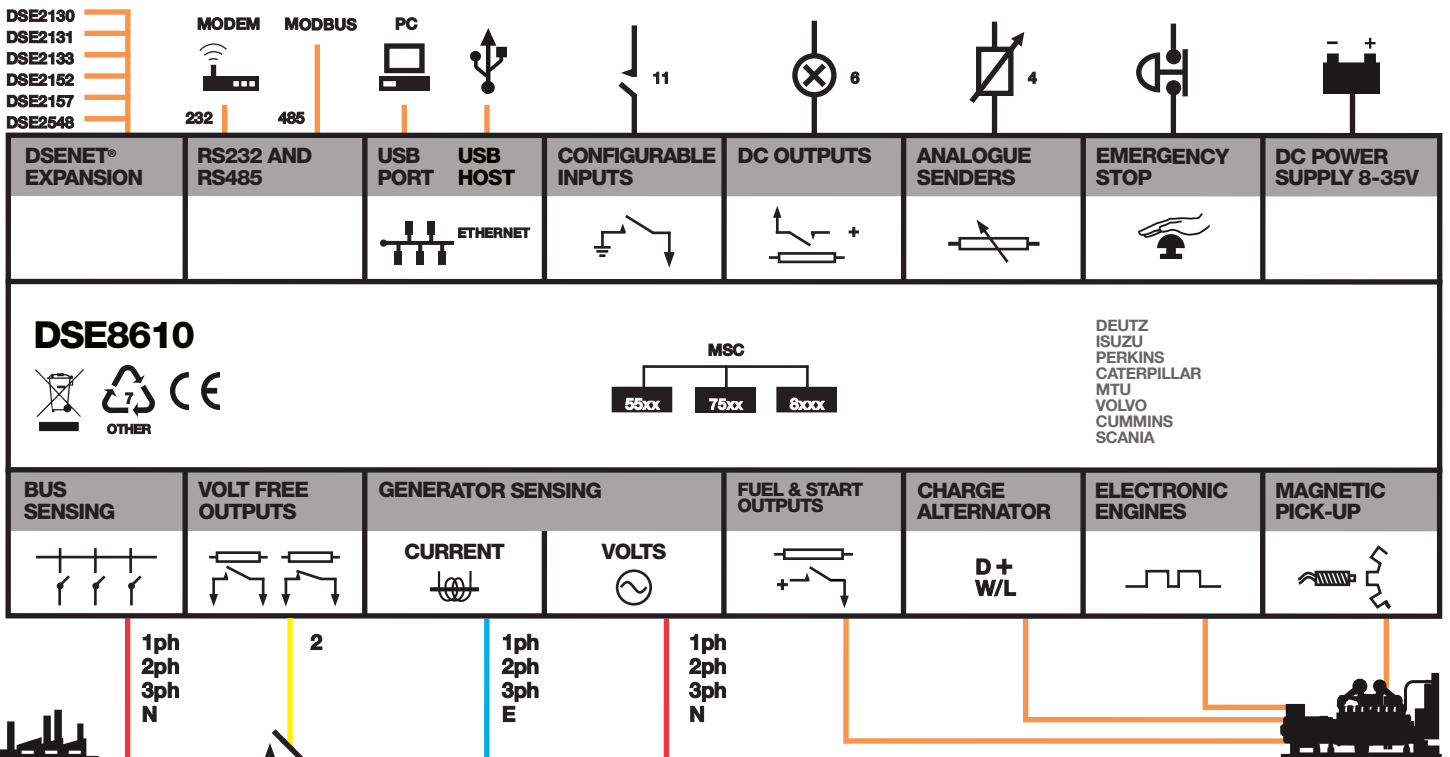 DSE2130
DSE2131
DSE2133
DSE2152
DSE2157
DSE2548
MODEM
MODBUS
PC
232
485
11
6
4
- +
DSENET®
EXPANSION
RS232 AND
RS485
USB
PORT
USB
HOST
ETHERNET
CONFIGURABLE
INPUTS
DC OUTPUTS
+
ANALOGUE
SENDERS
EMERGENCY
STOP
DC POWER
SUPPLY 8-35V
DSE8610
7
OTHER
CE
MSC
55xx
75xx
8xxx
DEUTZ
ISUZU
PERKINS
CATERPILLAR
MTU
VOLVO
CUMMINS
SCANIA
BUS
SENSING
VOLT FREE
OUTPUTS
GENERATOR SENSING
CURRENT
VOLTS
FUEL & START
OUTPUTS
+
CHARGE
ALTERNATOR
D+
W/L
ELECTRONIC
ENGINES
MAGNETIC
PICK-UP
1ph
2ph
3ph
N
2
1ph
2ph
3ph
E
1ph
2ph
3ph
N